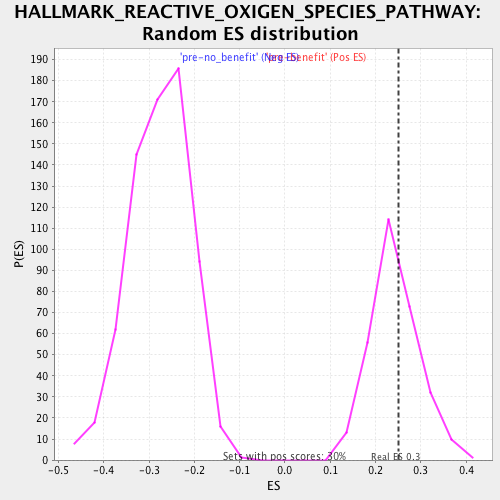 HALLMARK_REACTIVE_OXIGEN_SPECIES_PATHWAY:
Random ES distribution
'pre-no_benefit' (Neg ES) 'pre-benefit' (Pos ES)
190
180
170
160
150
140
130
120
110
100
90
80
70
60
50
40
30
20
10
0
P(ES)
Sets with pos scores: 30%
Real ES 0.3
-0.5 -0.4 -0.3 -0.2 -0.1 0.0 0.1 0.2 0.3 0.4
ES